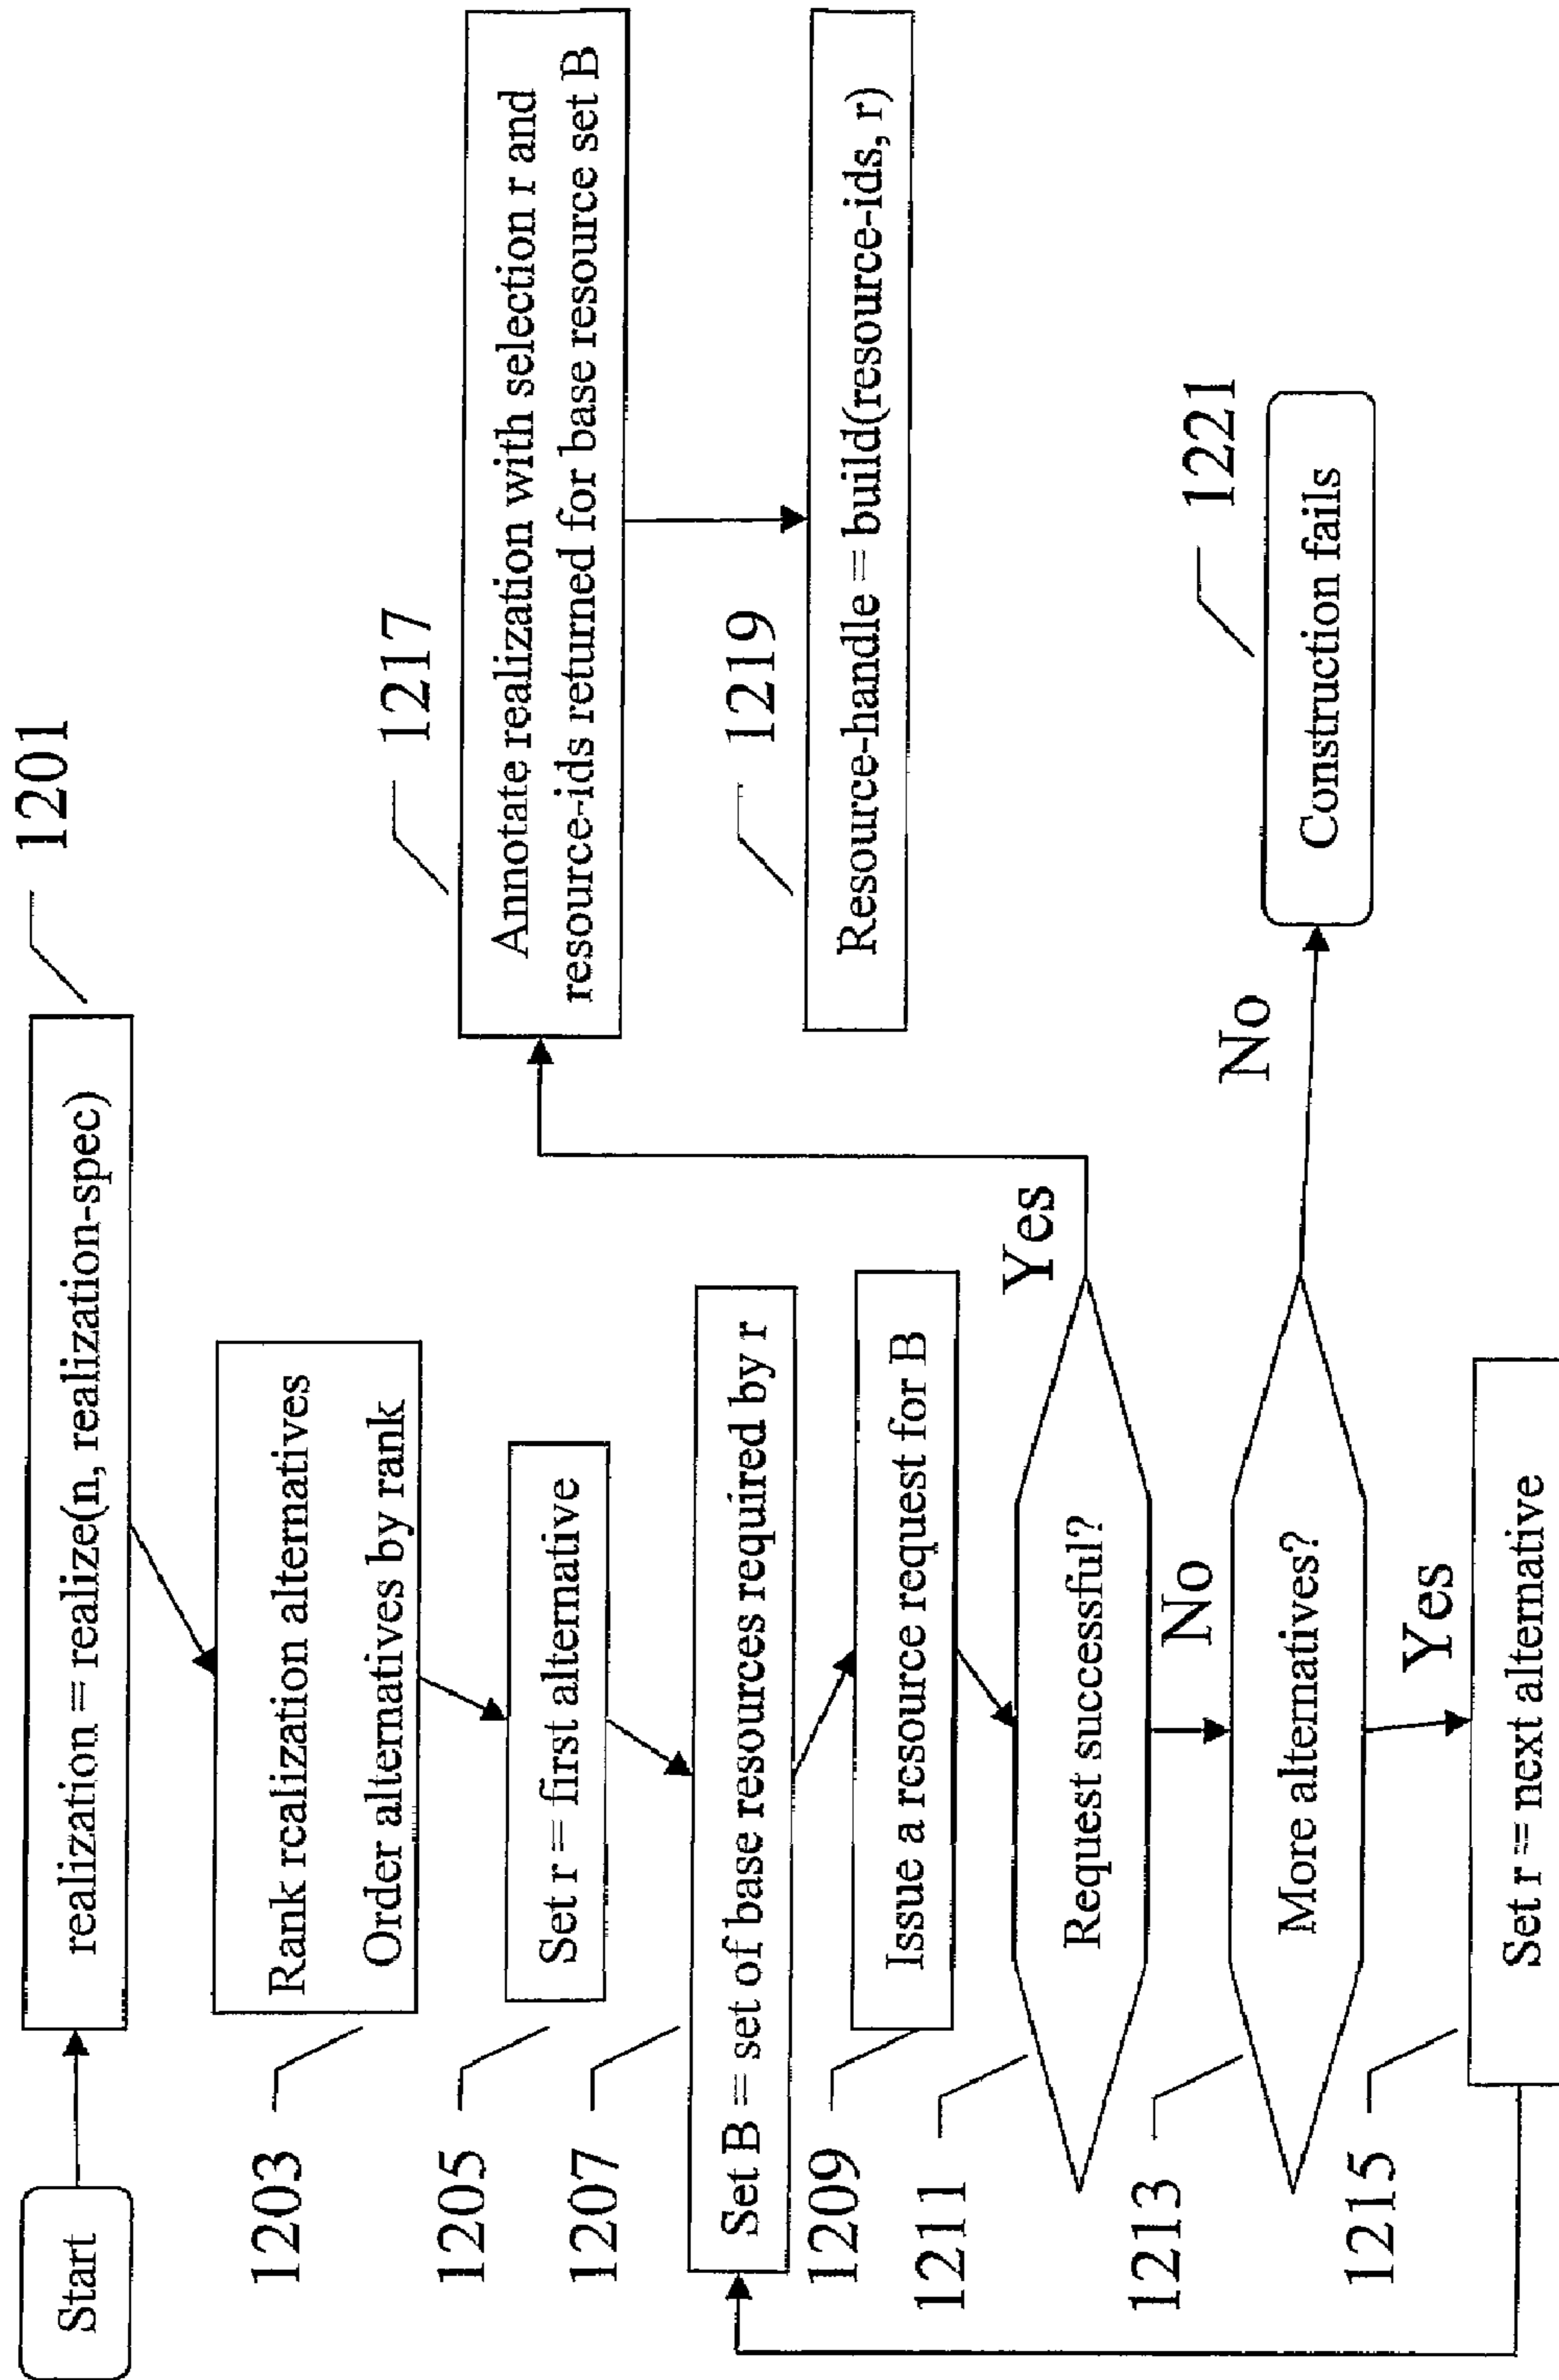 Start
realization = realize(n, realization-spec)
1201
1203
Rank realization alternatives
Order alternatives by rank
1205
Set r = first alternative
1207
Set B = set of base resources required by r
1209
Issue a resource request for B
1211
Request successful?
Yes
No
1213
More alternatives?
No
Yes
1215
Set r = next alternative
1217
Annotate realization with selection r and
resource-ids returned for base resource set B
1219
Resource-handle = build(resource-ids, r)
1221
Construction fails